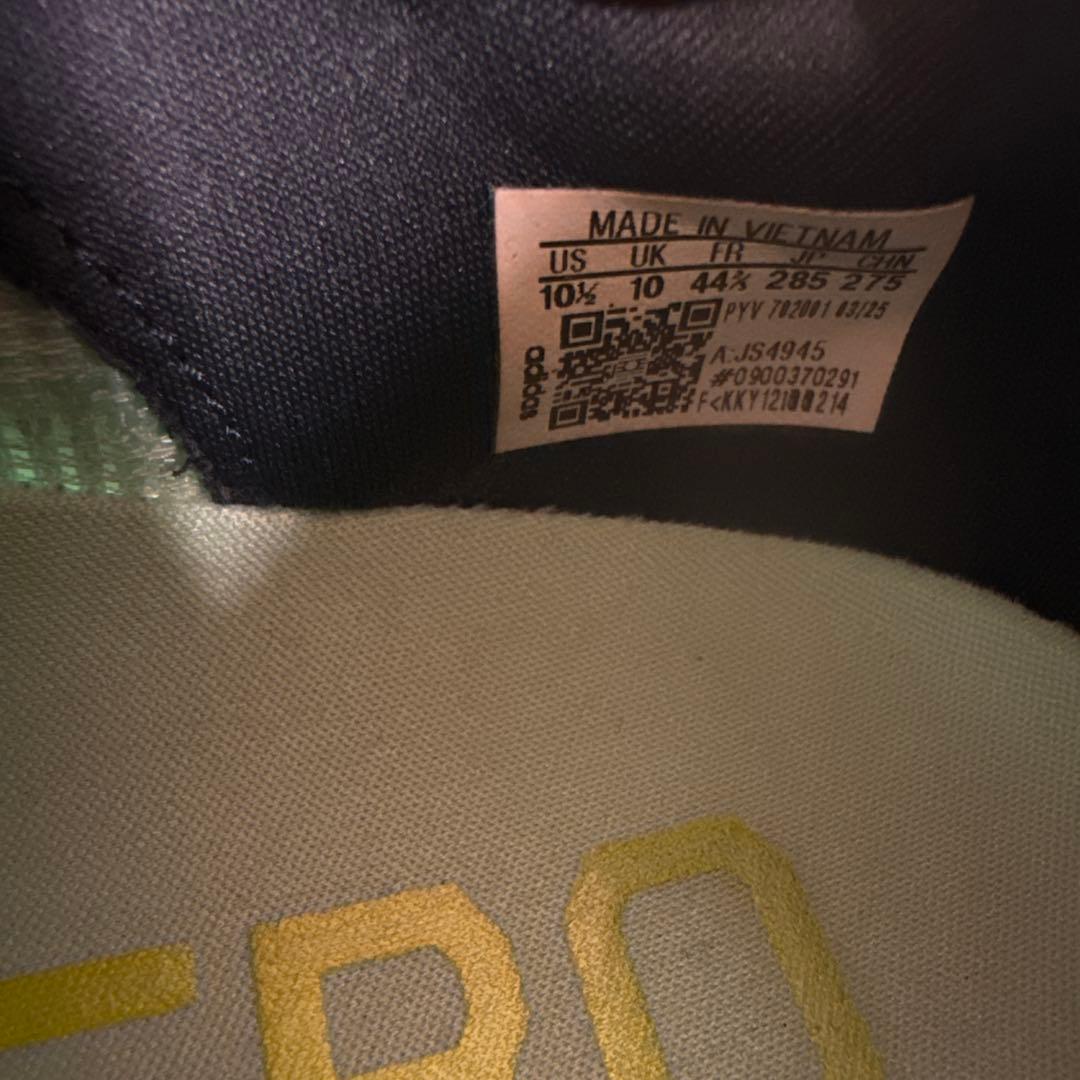 MADE IN VIETNAM
US UK FR JP CHN
10½ 10 44⅔ 285 275
PYV 702001 03/25
adidas
A:JS4945
#0900370291
RO